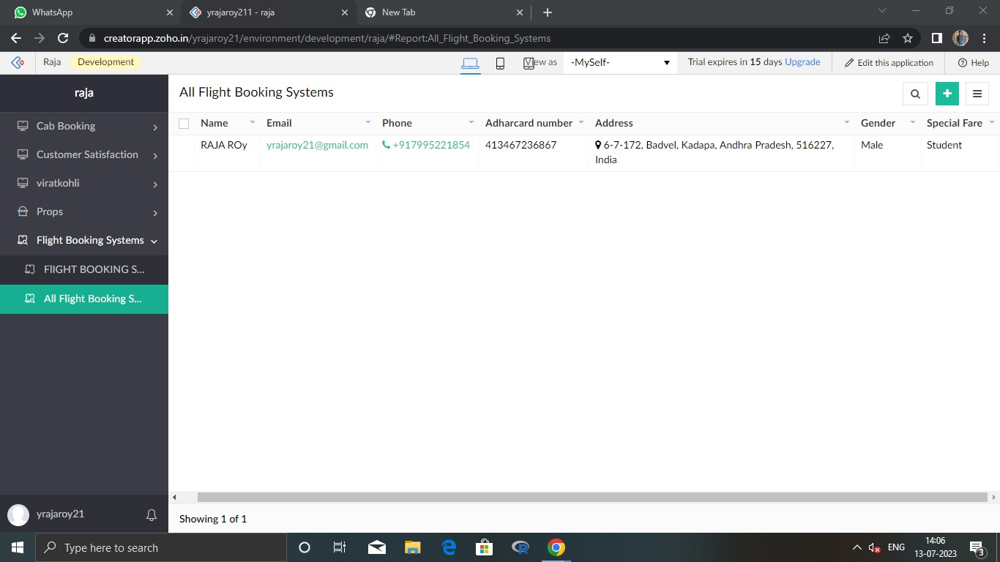 WhatsApp
yrajaroy211 - raja
New Tab
creatorapp.zoho.in/yrajaroy21/environment/development/raja/#Report:All_Flight_Booking_Systems
Raja Development
View as -MySelf-
Trial expires in 15 days Upgrade
Edit this application
Help
raja
Cab Booking
Customer Satisfaction
viratkohli
Props
Flight Booking Systems
FlIGHT BOOKING S...
All Flight Booking S...
yrajaroy21
All Flight Booking Systems
Name Email Phone Adharcard number Address Gender Special Fare
RAJA ROy yrajaroy21@gmail.com +917995221854 413467236867 6-7-172, Badvel, Kadapa, Andhra Pradesh, 516227, Male Student
India
Showing 1 of 1
Type here to search
ENG
14:06
13-07-2023
3